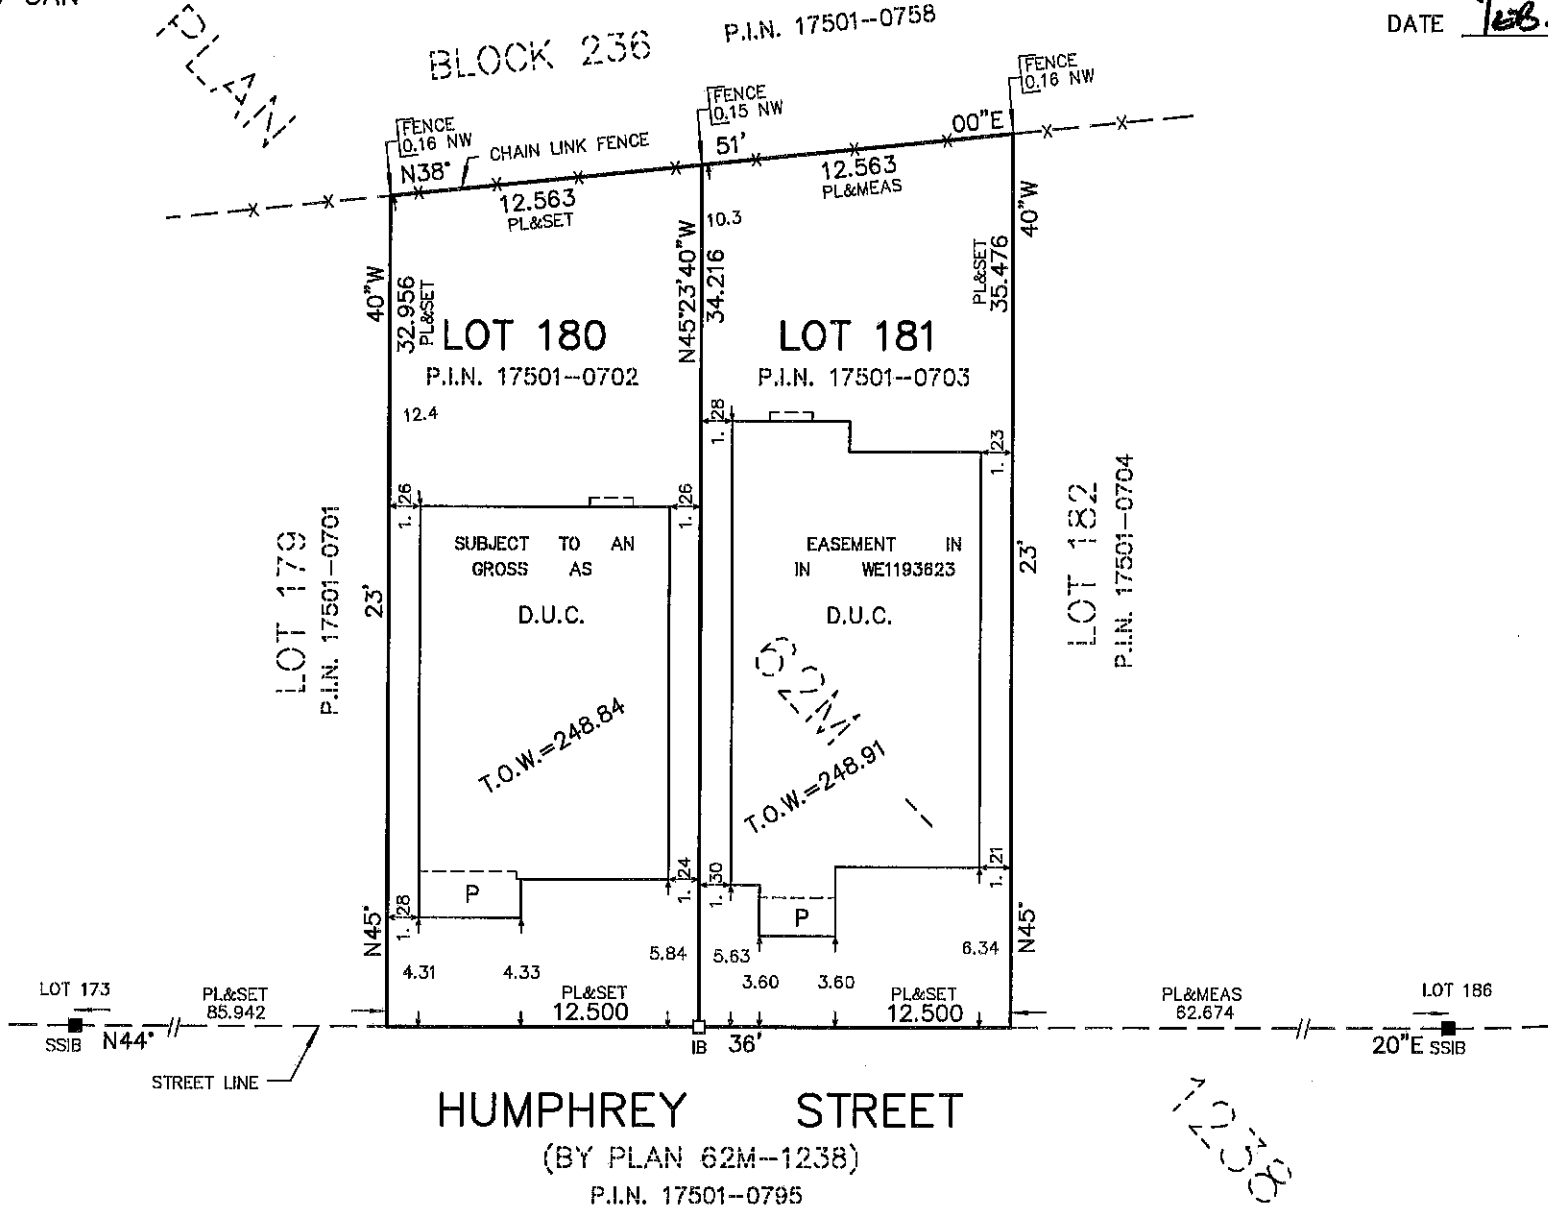 PLAN
BLOCK 236
P.I.N. 17501-0758
DATE FEB.
FENCE
0.16 NW
FENCE
0.15 NW
FENCE
0.16 NW
N38°
CHAIN LINK FENCE
51'
00"E
12.563
PL&SET
12.563
PL&MEAS
10.3
40"W
32.956
PL&SET
N45°23'40"W
34.216
PL&SET
35.476
40"W
LOT 180
P.I.N. 17501-0702
LOT 181
P.I.N. 17501-0703
12.4
1.28
1.23
1.26
1.26
LOT 179
P.I.N. 17501-0701
23'
SUBJECT TO AN
EASEMENT IN
GROSS AS
IN WE1193623
D.U.C.
D.U.C.
23'
LOT 182
P.I.N. 17501-0704
62M
T.O.W.=248.84
T.O.W.=248.91
P
P
1.28
1.24
1.30
1.21
N45°
N45°
4.31
4.33
5.84
5.63
3.60
3.60
6.34
LOT 173
PL&SET
85.942
PL&SET
12.500
PL&SET
12.500
PL&MEAS
62.674
LOT 186
SSIB
N44°
IB
36'
20"E
SSIB
STREET LINE
HUMPHREY STREET
(BY PLAN 62M-1238)
P.I.N. 17501-0795
1238